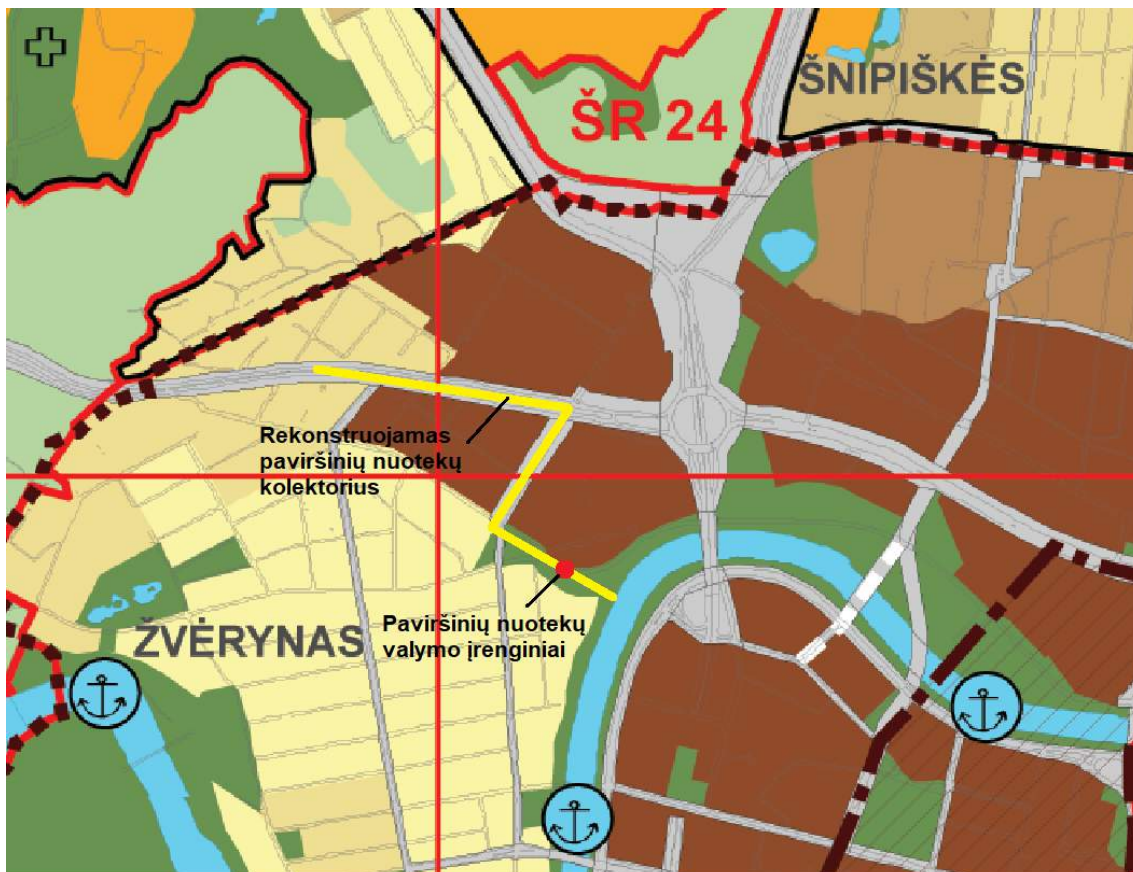 ŠNIPIŠKĖS
ŠR 24
Rekonstruojamas
paviršinių nuotekų
kolektorius
Paviršinių nuotekų
valymo įrenginiai
ŽVĖRYNAS